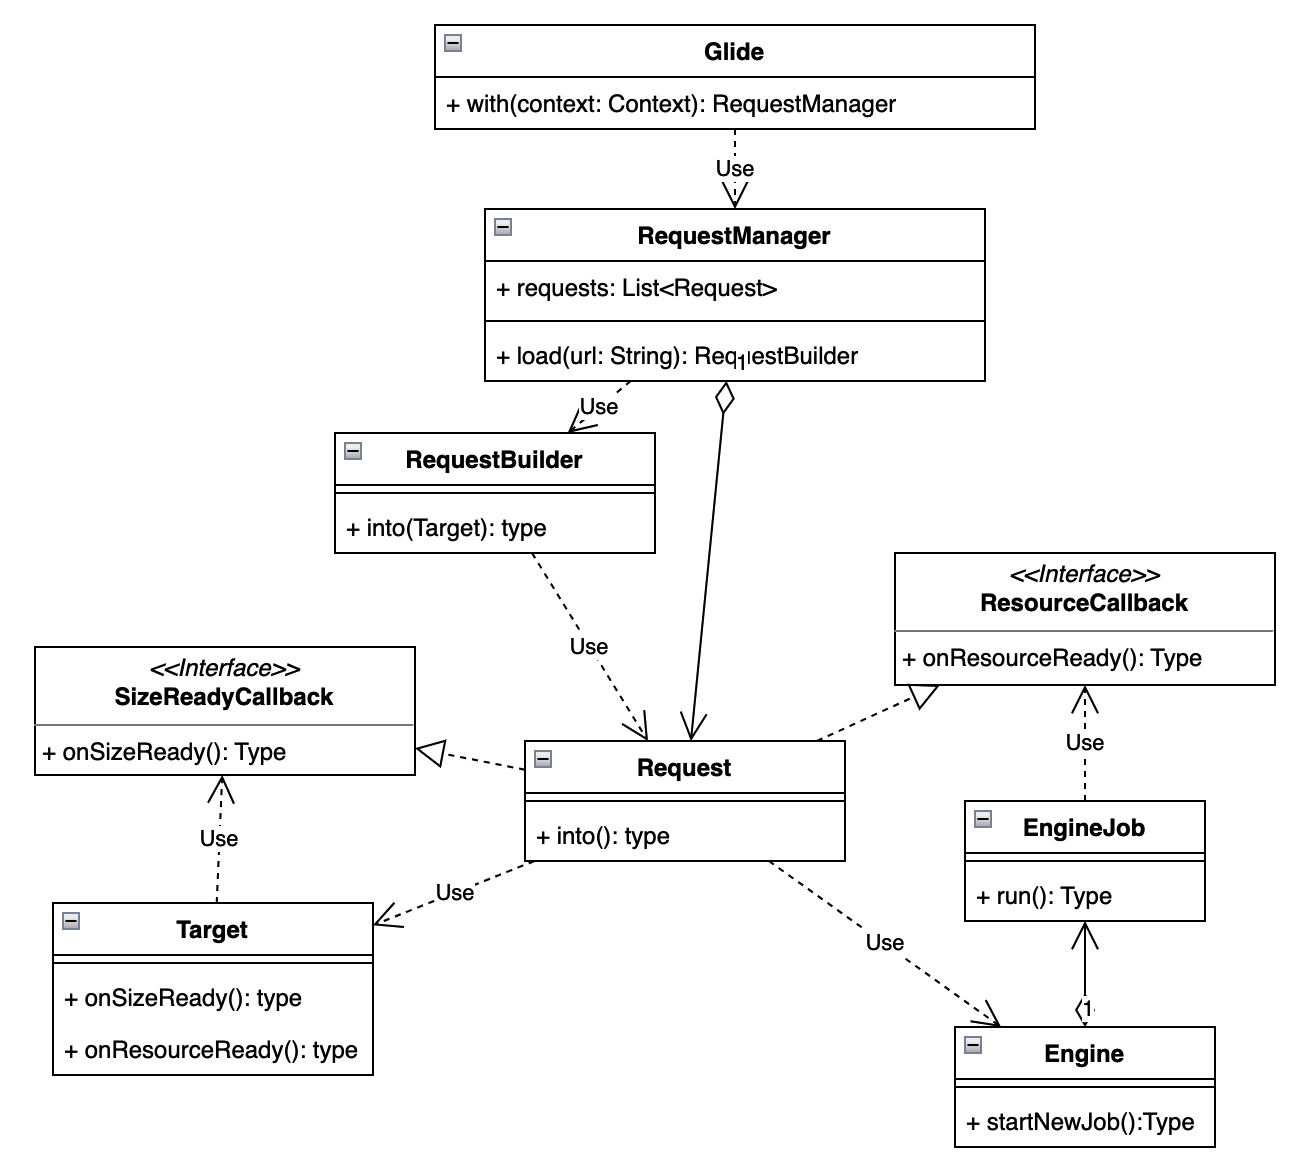 Glide
+ with(context: Context): RequestManager
Use
RequestManager
+ requests: List<Request>
+ load(url: String): RequestBuilder
1
Use
RequestBuilder
+ into(Target): type
Use
<<Interface>>
ResourceCallback
+ onResourceReady(): Type
<<Interface>>
SizeReadyCallback
+ onSizeReady(): Type
Use
Request
+ into(): type
Use
EngineJob
+ run(): Type
Use
Target
+ onSizeReady(): type
+ onResourceReady(): type
Use
Use
1
Engine
+ startNewJob():Type